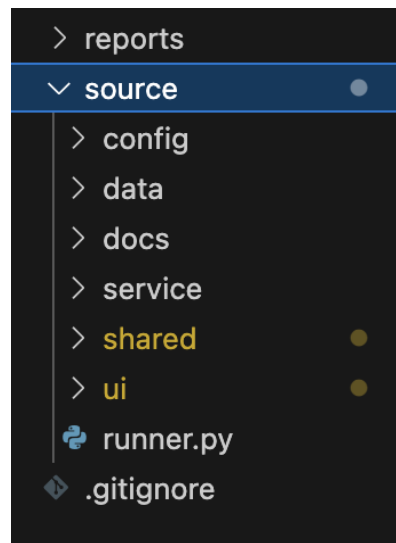 reports
source
config
data
docs
service
shared
ui
runner.py
.gitignore